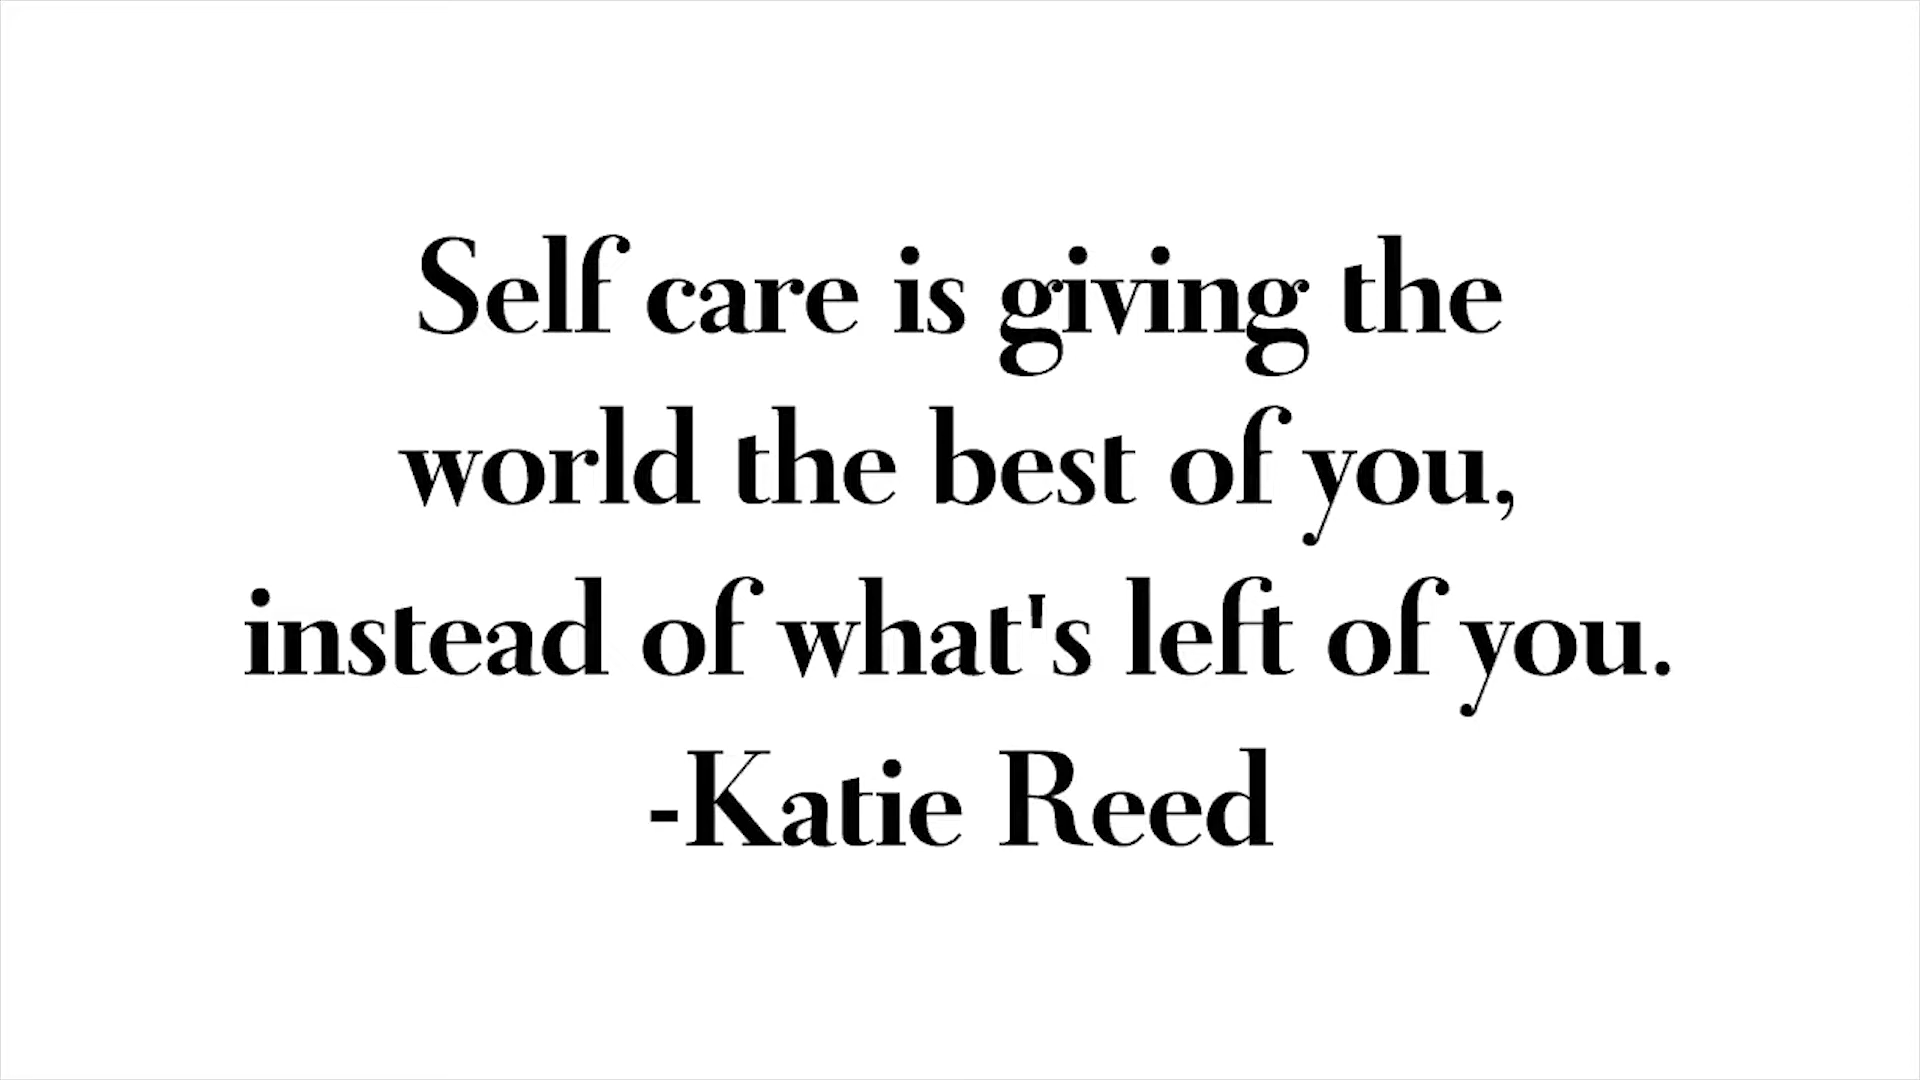 Self care is giving the
world the best of you,
instead of what's left of you.
-Katie Reed